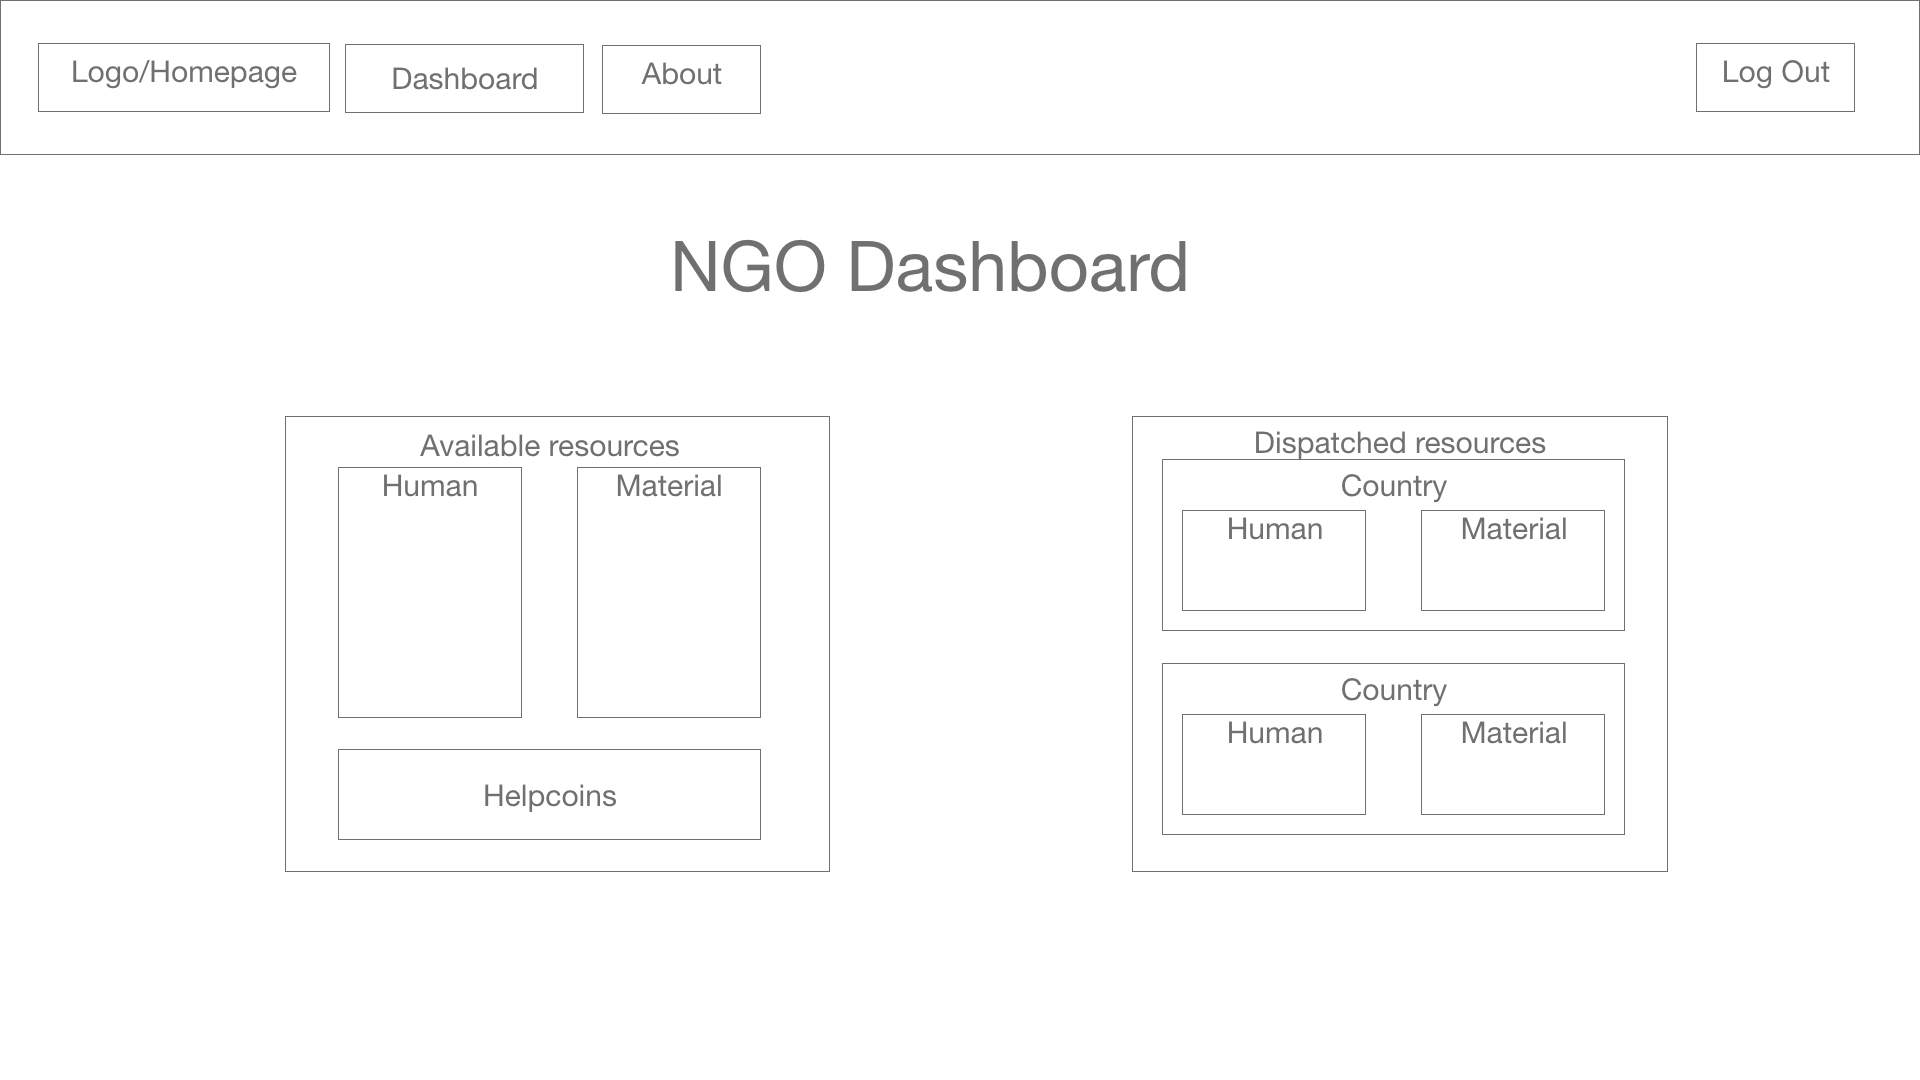 Logo/Homepage
Dashboard
About
Log Out
NGO Dashboard
Available resources
Human
Material
Helpcoins
Dispatched resources
Country
Human
Material
Country
Human
Material